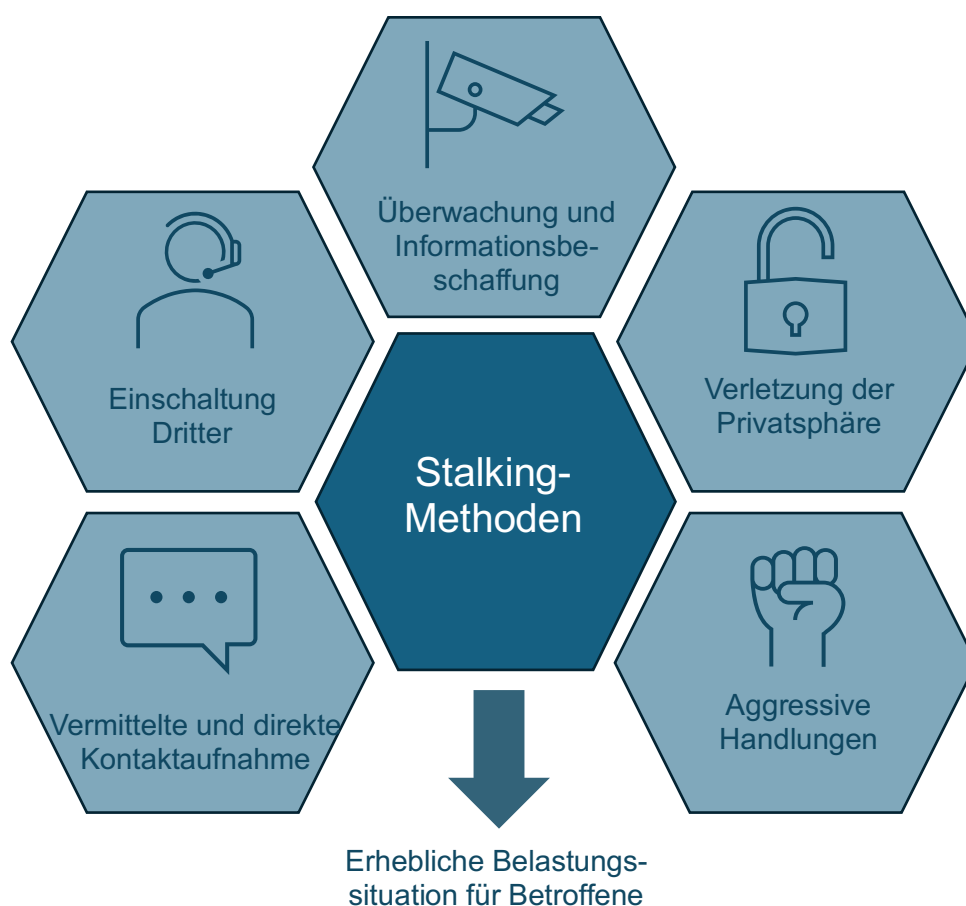 Überwachung und
Informationsbe-
schaffung
Einschaltung
Dritter
Verletzung der
Privatsphäre
Stalking-
Methoden
Vermittelte und direkte
Kontaktaufnahme
Aggressive
Handlungen
Erhebliche Belastungs-
situation für Betroffene